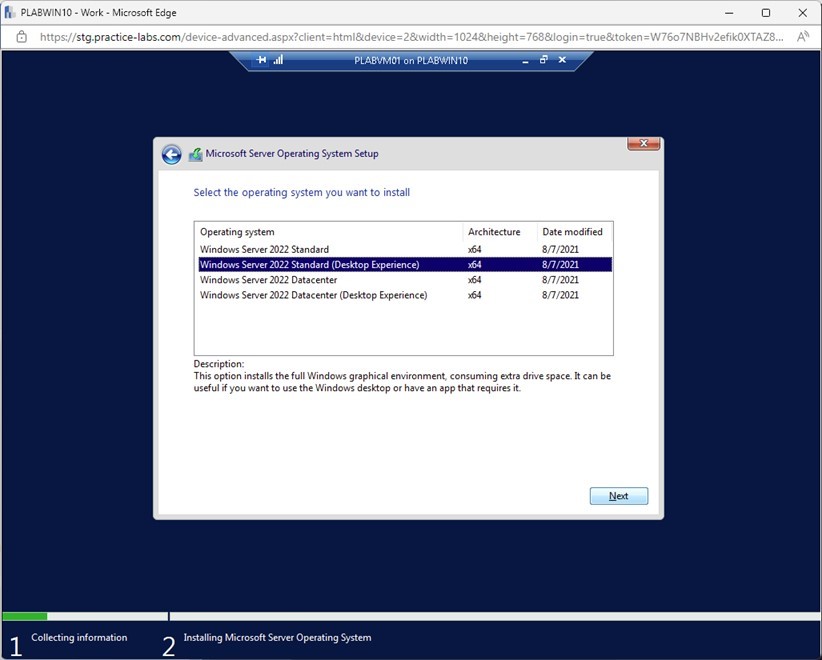 PLABWIN10 - Work - Microsoft Edge
https://stg.practice-labs.com/device-advanced.aspx?client=html&device=2&width=1024&height=768&login=true&token=W76o7NBHv2efik0XTAZ8...
PLABVM01 on PLABWIN10
Microsoft Server Operating System Setup
Select the operating system you want to install
Operating system Architecture Date modified
Windows Server 2022 Standard x64 8/7/2021
Windows Server 2022 Standard (Desktop Experience) x64 8/7/2021
Windows Server 2022 Datacenter x64 8/7/2021
Windows Server 2022 Datacenter (Desktop Experience) x64 8/7/2021
Description:
This option installs the full Windows graphical environment, consuming extra drive space. It can be
useful if you want to use the Windows desktop or have an app that requires it.
Next
1 Collecting information 2 Installing Microsoft Server Operating System